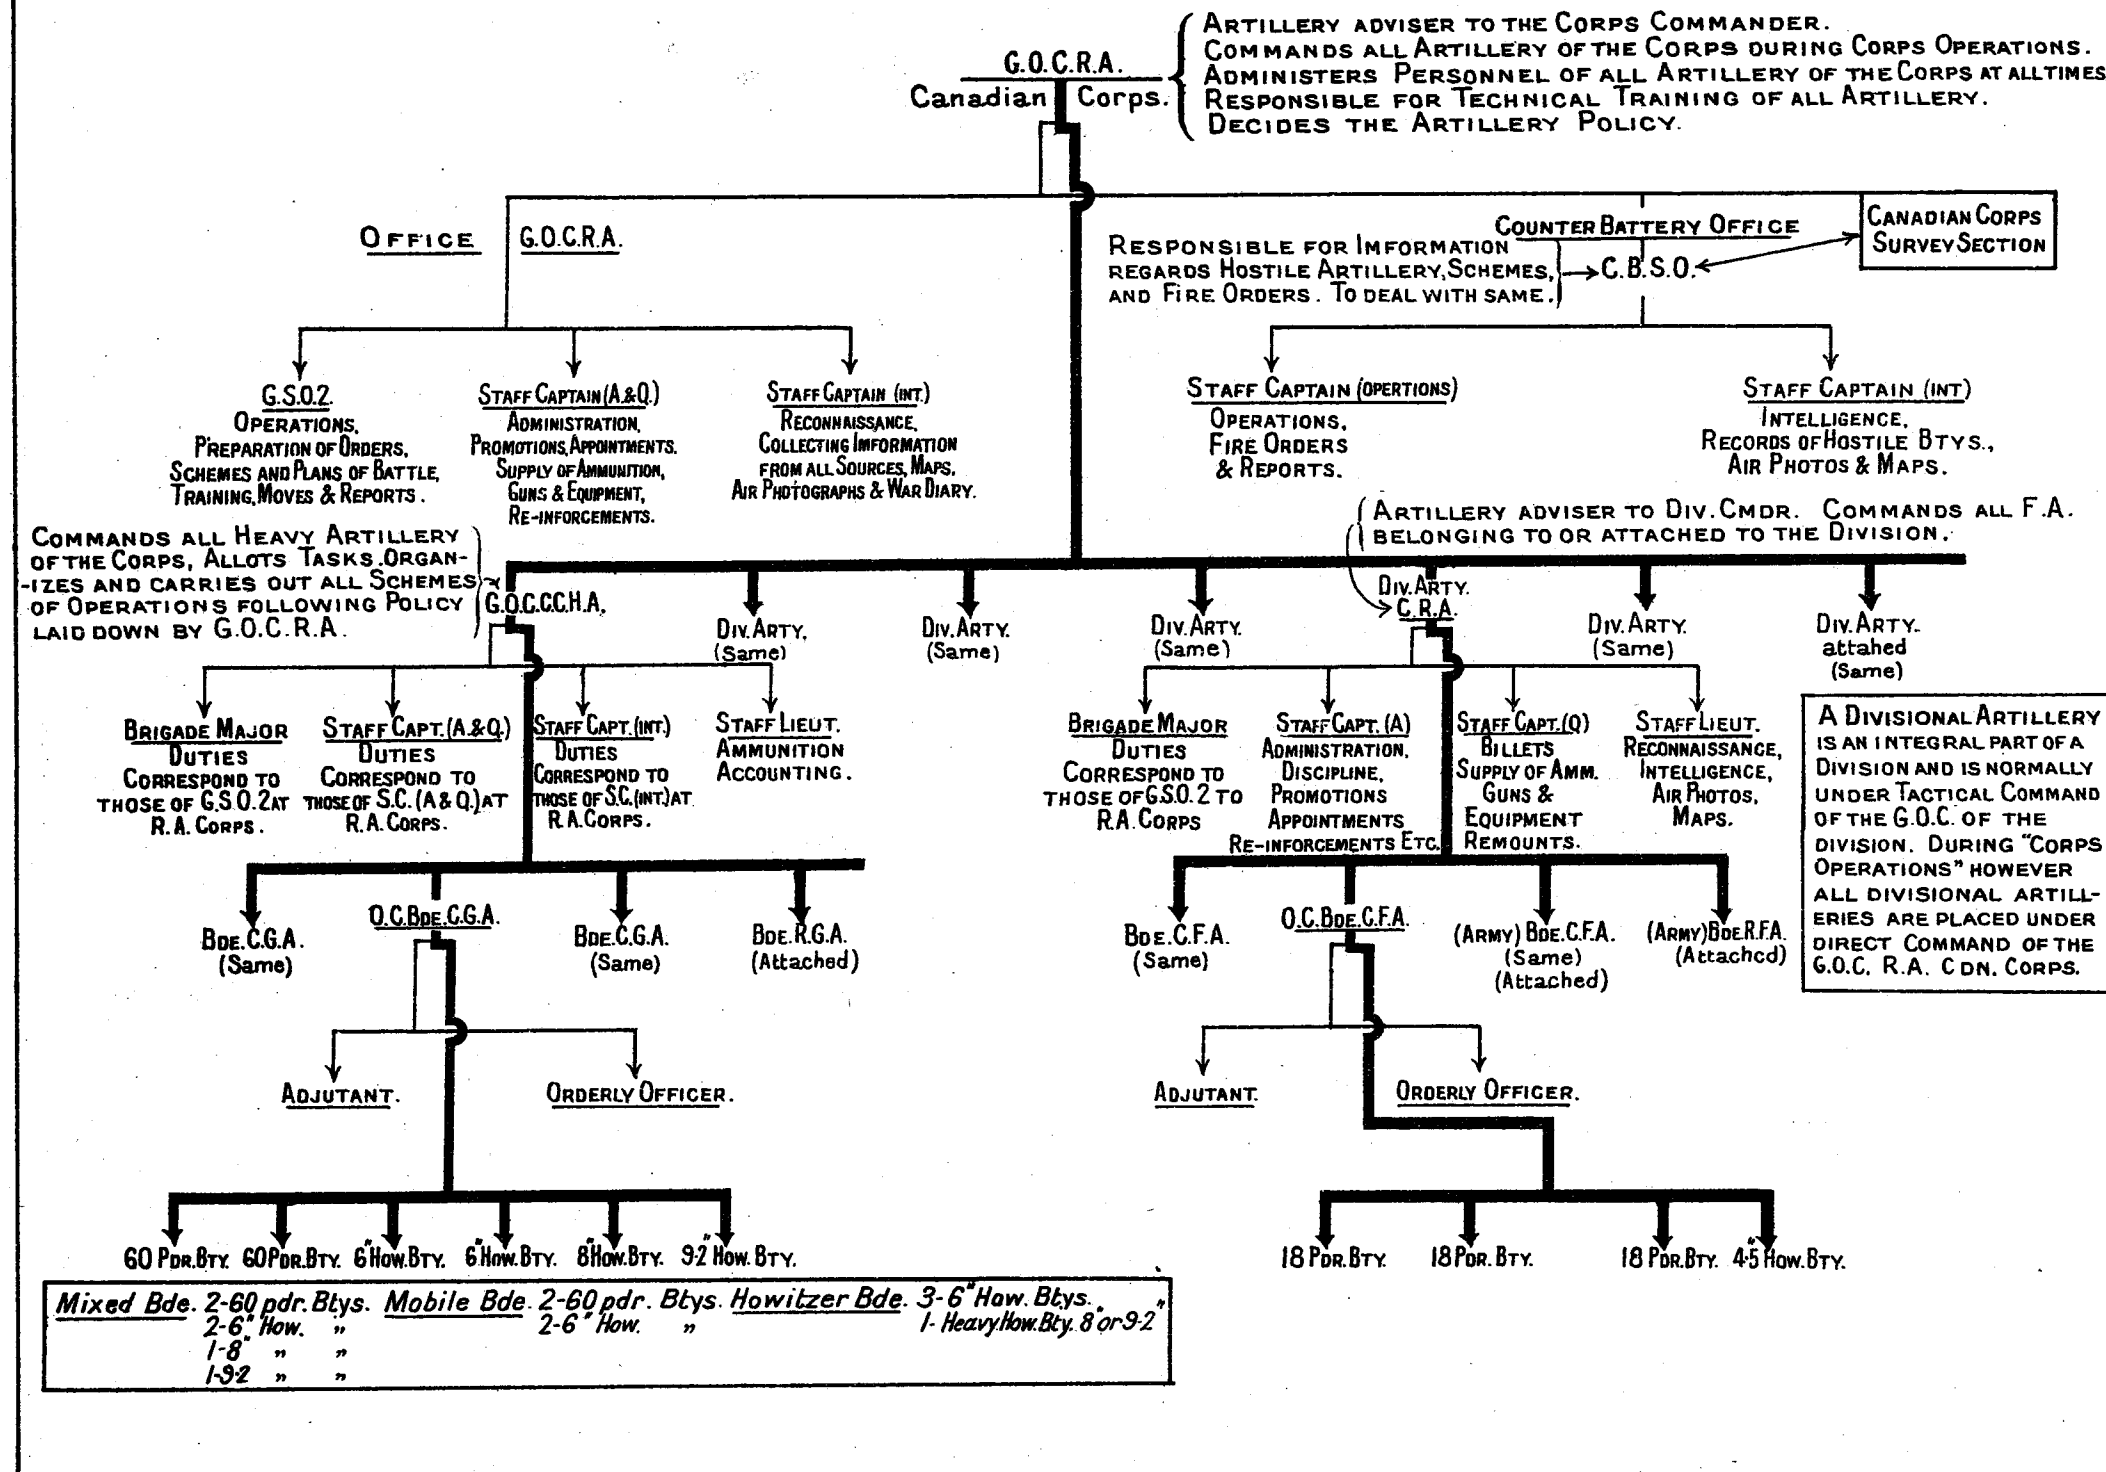 G.O.C.R.A.
Canadian Corps.
ARTILLERY ADVISER TO THE CORPS COMMANDER.
COMMANDS ALL ARTILLERY OF THE CORPS DURING CORPS OPERATIONS.
ADMINISTERS PERSONNEL OF ALL ARTILLERY OF THE CORPS AT ALL TIMES
RESPONSIBLE FOR TECHNICAL TRAINING OF ALL ARTILLERY.
DECIDES THE ARTILLERY POLICY.
OFFICE G.O.C.R.A.
COUNTER BATTERY OFFICE
RESPONSIBLE FOR IMFORMATION
REGARDS HOSTILE ARTILLERY, SCHEMES,
AND FIRE ORDERS. TO DEAL WITH SAME.
C.B.S.O.
CANADIAN CORPS
SURVEY SECTION
G.S.O.2.
OPERATIONS,
PREPARATION OF ORDERS,
SCHEMES AND PLANS OF BATTLE,
TRAINING, MOVES & REPORTS.
STAFF CAPTAIN (A.&Q.)
ADMINISTRATION,
PROMOTIONS, APPOINTMENTS.
SUPPLY OF AMMUNITION,
GUNS & EQUIPMENT,
RE-INFORCEMENTS.
STAFF CAPTAIN (INT.)
RECONNAISSANCE,
COLLECTING IMFORMATION
FROM ALL SOURCES, MAPS,
AIR PHOTOGRAPHS & WAR DIARY.
STAFF CAPTAIN (OPERTIONS)
OPERATIONS,
FIRE ORDERS
& REPORTS.
STAFF CAPTAIN (INT)
INTELLIGENCE,
RECORDS OF HOSTILE BTYS.,
AIR PHOTOS & MAPS.
COMMANDS ALL HEAVY ARTILLERY
OF THE CORPS, ALLOTS TASKS. ORGAN-
-IZES AND CARRIES OUT ALL SCHEMES
OF OPERATIONS FOLLOWING POLICY
LAID DOWN BY G.O.C.R.A.
ARTILLERY ADVISER TO DIV. CMDR. COMMANDS ALL F.A.
BELONGING TO OR ATTACHED TO THE DIVISION.
G.O.C.C.C.H.A.
DIV. ARTY.
(Same)
DIV. ARTY.
(Same)
DIV. ARTY.
(Same)
DIV. ARTY.
C.R.A.
DIV. ARTY.
(Same)
DIV. ARTY.
attahed
(Same)
BRIGADE MAJOR
DUTIES
CORRESPOND TO
THOSE OF G.S.O.2 AT
R.A. CORPS.
STAFF CAPT. (A.&Q.)
DUTIES
CORRESPOND TO
THOSE OF S.C. (A & Q.) AT
R.A. CORPS.
STAFF CAPT. (INT.)
DUTIES
CORRESPOND TO
THOSE OF S.C. (INT.) AT
R.A. CORPS.
STAFF LIEUT.
AMMUNITION
ACCOUNTING.
BRIGADE MAJOR
DUTIES
CORRESPOND TO
THOSE OF G.S.O.2 TO
R.A. CORPS
STAFF CAPT. (A)
ADMINISTRATION,
DISCIPLINE,
PROMOTIONS
APPOINTMENTS
RE-INFORCEMENTS ETC.
STAFF CAPT. (Q)
BILLETS
SUPPLY OF AMM.
GUNS &
EQUIPMENT
REMOUNTS.
STAFF LIEUT.
RECONNAISSANCE,
INTELLIGENCE,
AIR PHOTOS,
MAPS.
A DIVISIONAL ARTILLERY
IS AN INTEGRAL PART OF A
DIVISION AND IS NORMALLY
UNDER TACTICAL COMMAND
OF THE G.O.C. OF THE
DIVISION. DURING "CORPS
OPERATIONS" HOWEVER
ALL DIVISIONAL ARTILL-
ERIES ARE PLACED UNDER
DIRECT COMMAND OF THE
G.O.C. R.A. CDN. CORPS.
BDE. C.G.A.
(Same)
O.C. BDE. C.G.A.
BDE. C.G.A.
(Same)
BDE. R.G.A.
(Attached)
BDE. C.F.A.
(Same)
O.C. BDE. C.F.A.
(ARMY) BDE. C.F.A.
(Same)
(Attached)
(ARMY) BDE. R.F.A.
(Attached)
ADJUTANT.
ORDERLY OFFICER.
ADJUTANT.
ORDERLY OFFICER.
60 PDR. BTY. 60 PDR. BTY. 6" HOW. BTY. 6" HOW. BTY. 8" HOW. BTY. 9·2" HOW. BTY.
18 PDR. BTY. 18 PDR. BTY. 18 PDR. BTY. 4·5" HOW. BTY.
Mixed Bde. 2-60 pdr. Btys. Mobile Bde. 2-60 pdr. Btys. Howitzer Bde. 3-6" How. Btys.
2-6" How. „ 2-6" How. „ 1- Heavy How. Bty. 8" or 9·2"
1-8" „ „
1-9·2 „ „